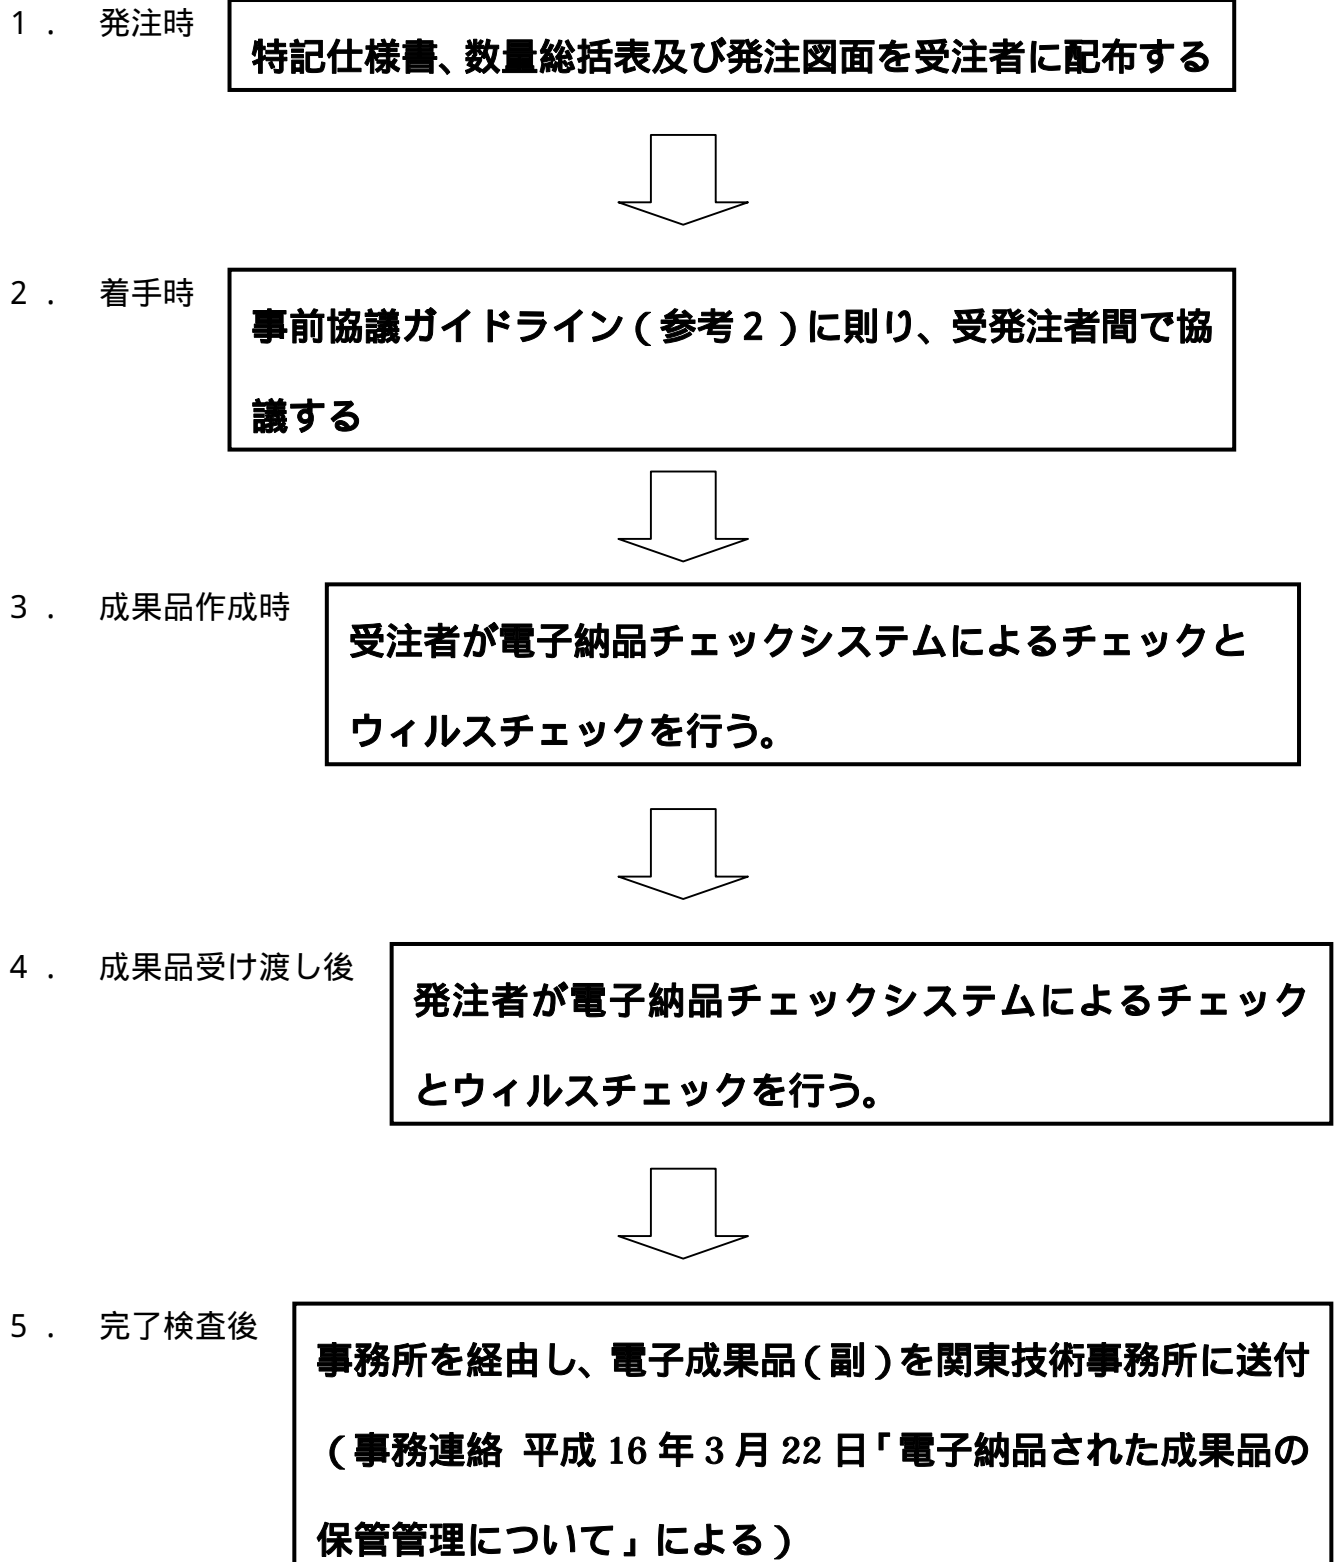 １． 発注時
特記仕様書、数量総括表及び発注図面を受注者に配布する
２． 着手時
事前協議ガイドライン（参考２）に則り、受発注者間で協
議する
３． 成果品作成時
受注者が電子納品チェックシステムによるチェックと
ウィルスチェックを行う。
４． 成果品受け渡し後
発注者が電子納品チェックシステムによるチェック
とウィルスチェックを行う。
５． 完了検査後
事務所を経由し、電子成果品（副）を関東技術事務所に送付
（事務連絡 平成 16 年 3 月 22 日「電子納品された成果品の
保管管理について」による）